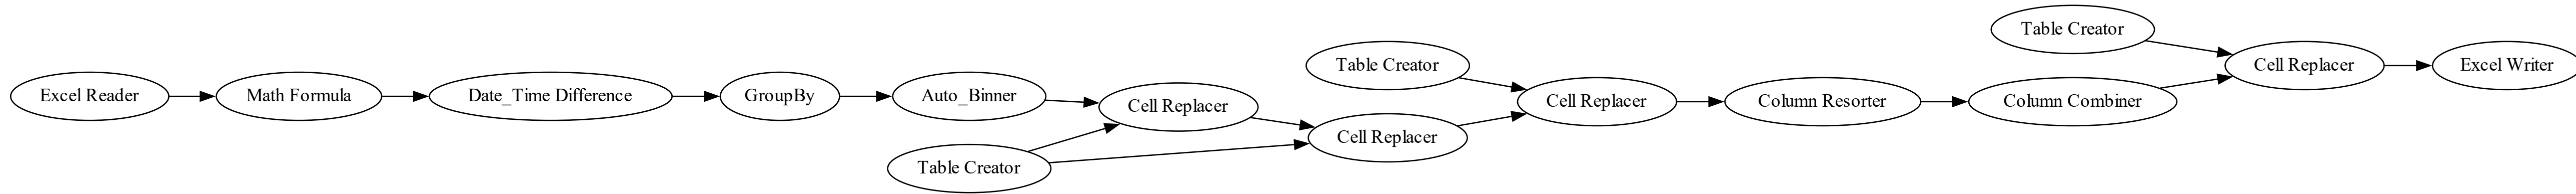 Excel Reader
Math Formula
Date_Time Difference
GroupBy
Auto_Binner
Table Creator
Cell Replacer
Table Creator
Cell Replacer
Cell Replacer
Column Resorter
Table Creator
Column Combiner
Cell Replacer
Excel Writer